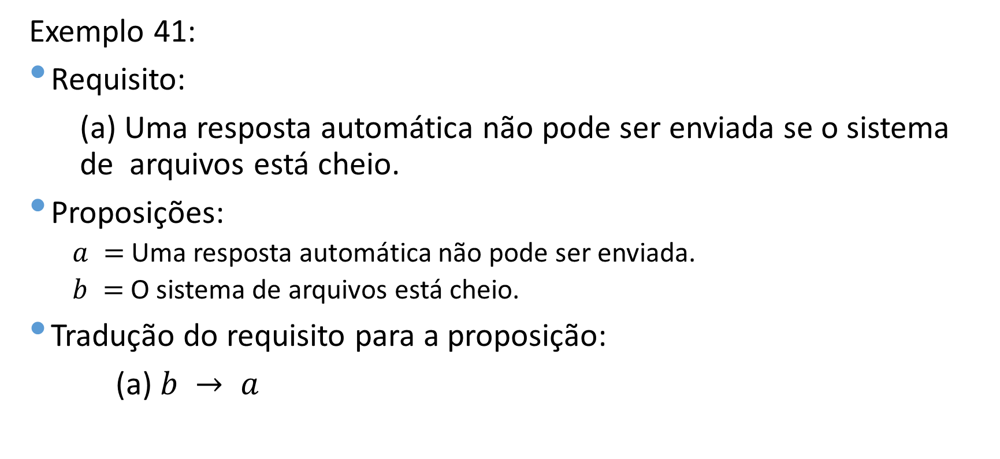 Exemplo 41:
• Requisito:
(a) Uma resposta automática não pode ser enviada se o sistema
de arquivos está cheio.
• Proposições:
a = Uma resposta automática não pode ser enviada.
b = O sistema de arquivos está cheio.
• Tradução do requisito para a proposição:
(a) b → a